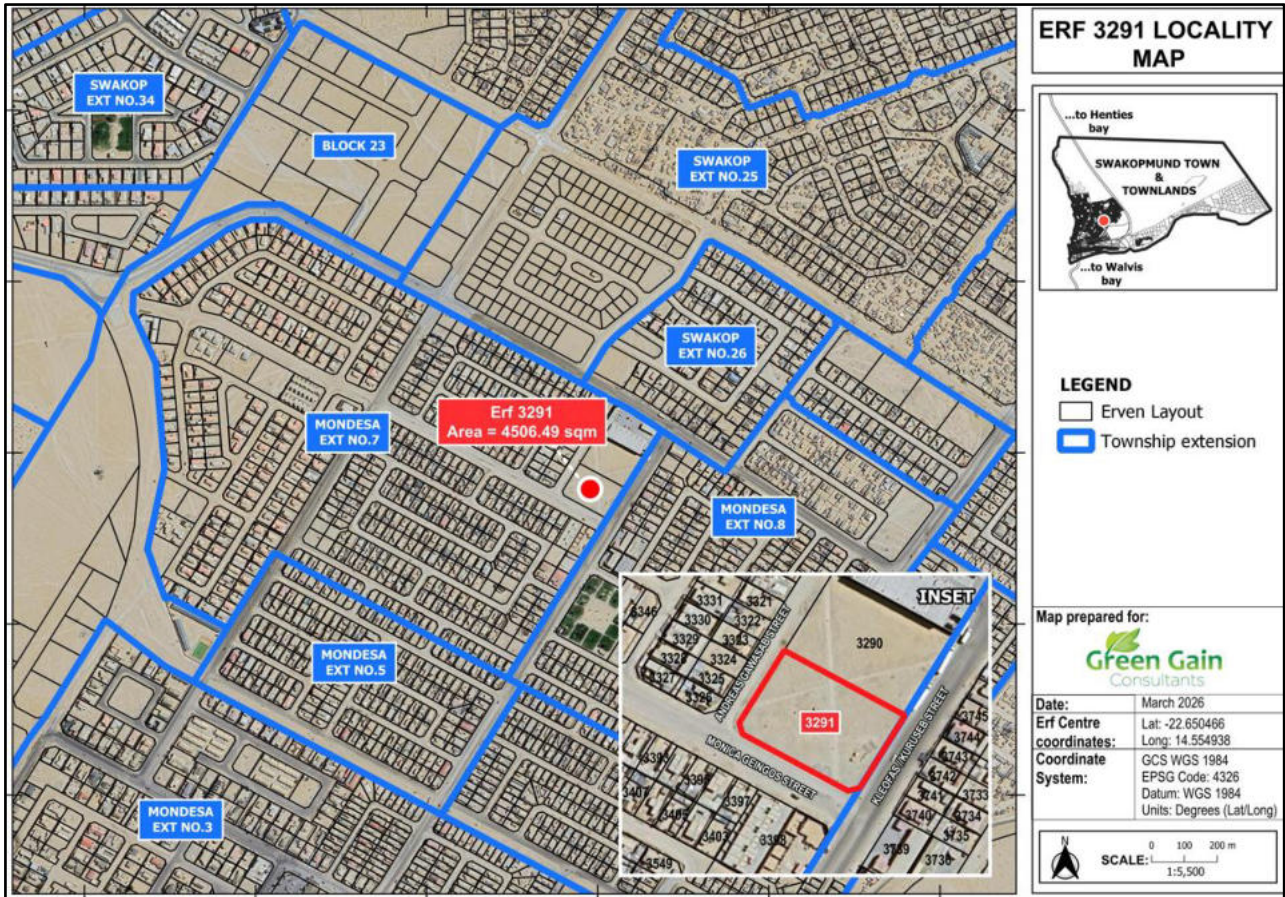 ERF 3291 LOCALITY
MAP
...to Henties
bay
SWAKOPMUND TOWN
&
TOWNLANDS
...to Walvis
bay
LEGEND
Erven Layout
Township extension
Map prepared for:
Green Gain
Consultants
Date: March 2026
Erf Centre coordinates: Lat: -22.650466
Long: 14.554938
Coordinate System: GCS WGS 1984
EPSG Code: 4326
Datum: WGS 1984
Units: Degrees (Lat/Long)
N
SCALE: 0 100 200 m
1:5,500
SWAKOP
EXT NO.34
BLOCK 23
SWAKOP
EXT NO.25
SWAKOP
EXT NO.26
Erf 3291
Area = 4506.49 sqm
MONDESA
EXT NO.7
MONDESA
EXT NO.8
MONDESA
EXT NO.5
MONDESA
EXT NO.3
INSET
3346
3331
3321
3330
3322
3329
3323
3328
3324
3327
3325
3326
3290
3291
ANDREAS GAWASAB STREET
MONICA GEINGOS STREET
KLEOFAS /KURUSEB STREET
3393
3397
3403
3398
3549
3745
3744
3743
3742
3741
3733
3740
3734
3735
3739
3736